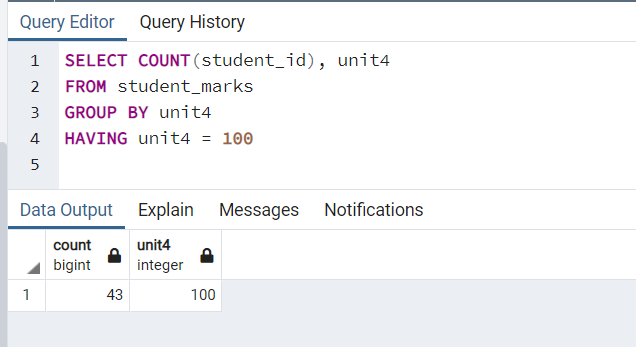 Query Editor Query History
1 SELECT COUNT(student_id), unit4
2 FROM student_marks
3 GROUP BY unit4
4 HAVING unit4 = 100
5
Data Output Explain Messages Notifications
count unit4
bigint integer
1 43 100